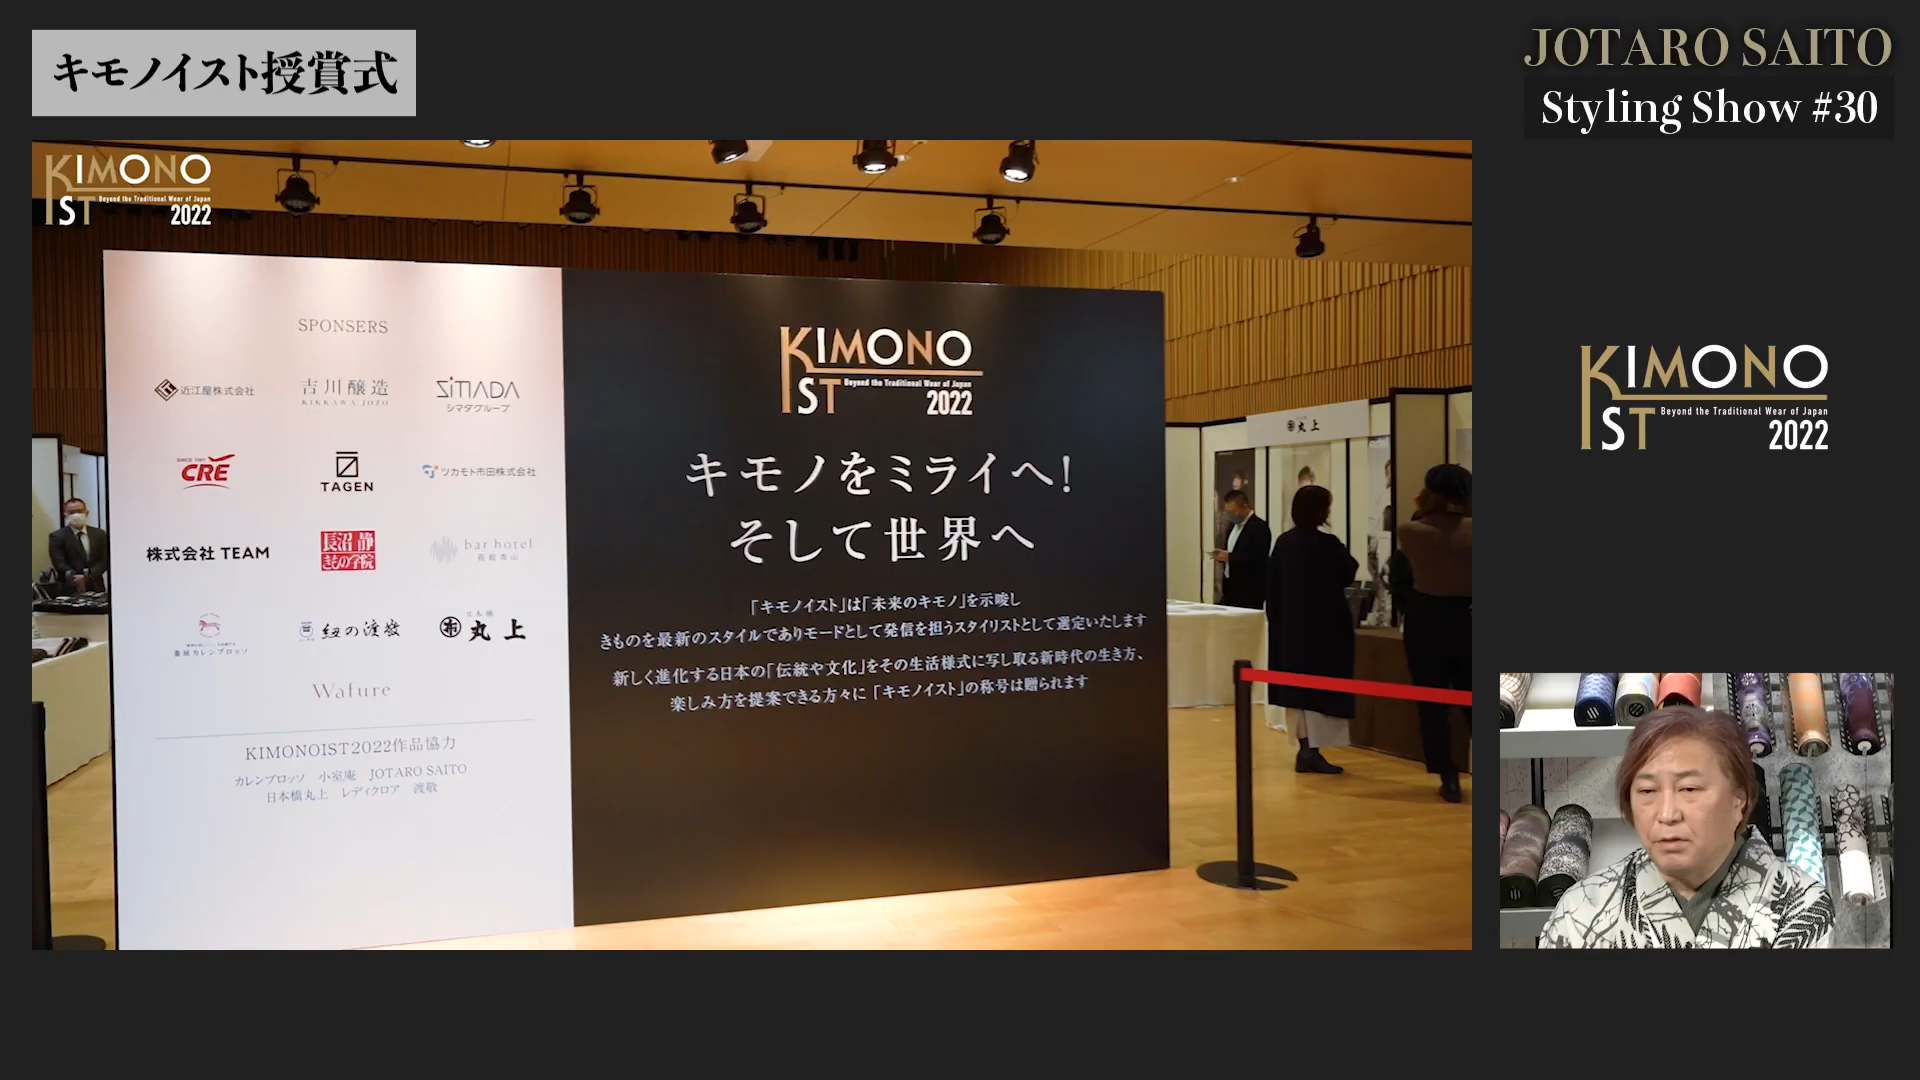 キモノイスト授賞式
JOTARO SAITO
Styling Show #30
KIMONO
IST
Beyond the Traditional Wear of Japan
2022
SPONSERS
近江屋株式会社
吉川醸造
KIKKAWA JOZO
シマダグループ
SINCE 1961
CRE
TAGEN
ツカモト市田株式会社
株式会社 TEAM
長沼 静
きもの学院
bar hotel
菱屋カレンブロッソ
紐の渡敬
日本橋
丸上
Wafure
KIMONOIST2022作品協力
カレンブロッソ 小室庵 JOTARO SAITO
日本橋丸上 レディクロア 渡敬
KIMONO
IST
Beyond the Traditional Wear of Japan
2022
キモノをミライへ!
そして世界へ
「キモノイスト」は「未来のキモノ」を示唆し
きものを最新のスタイルでありモードとして発信を担うスタイリストとして選定いたします
新しく進化する日本の「伝統や文化」をその生活様式に写し取る新時代の生き方、
楽しみ方を提案できる方々に「キモノイスト」の称号は贈られます
丸上
KIMONO
IST
Beyond the Traditional Wear of Japan
2022